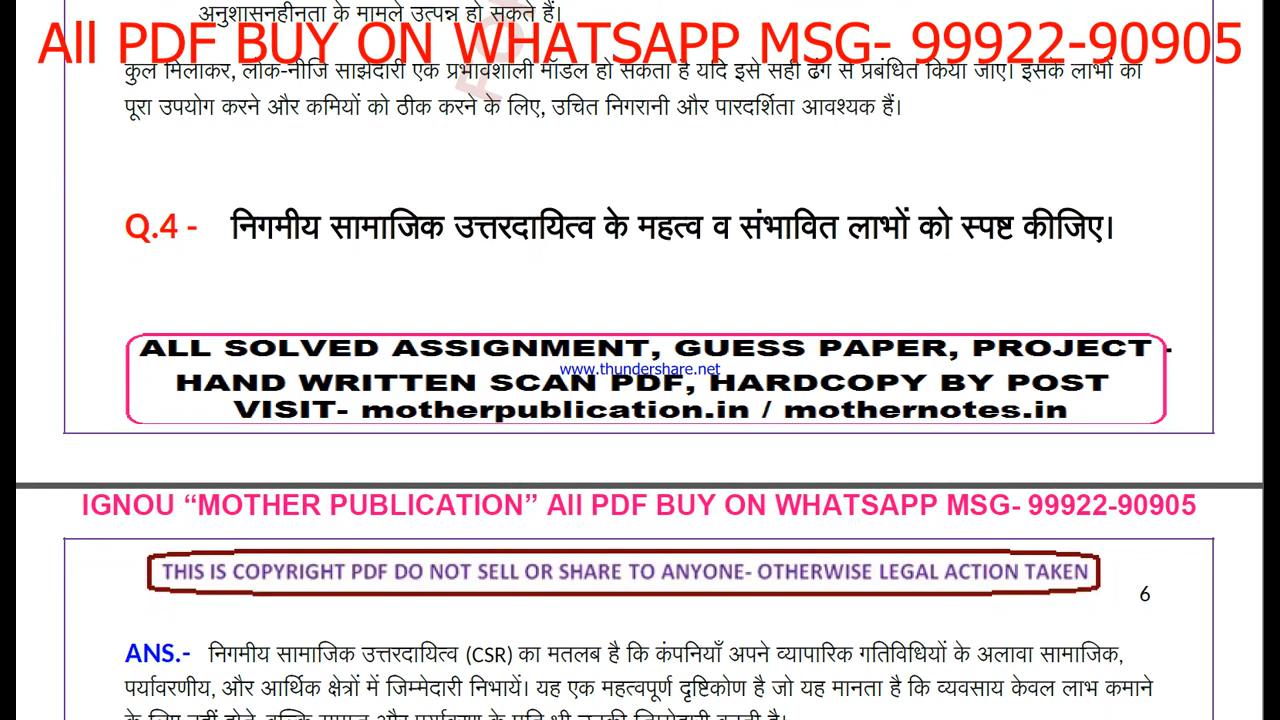 अनुशासनहीनता के मामले उत्पन्न हो सकते हैं।
All PDF BUY ON WHATSAPP MSG- 99922-90905
कुल मिलाकर, लोक-नीजि साझेदारी एक प्रभावशाली मॉडल हो सकता है यदि इसे सही ढंग से प्रबंधित किया जाए। इसके लाभों का
पूरा उपयोग करने और कमियों को ठीक करने के लिए, उचित निगरानी और पारदर्शिता आवश्यक हैं।
Q.4 - निगमीय सामाजिक उत्तरदायित्व के महत्व व संभावित लाभों को स्पष्ट कीजिए।
ALL SOLVED ASSIGNMENT, GUESS PAPER, PROJECT -
www.thundershare.net
HAND WRITTEN SCAN PDF, HARDCOPY BY POST
VISIT- motherpublication.in / mothernotes.in
IGNOU “MOTHER PUBLICATION” All PDF BUY ON WHATSAPP MSG- 99922-90905
THIS IS COPYRIGHT PDF DO NOT SELL OR SHARE TO ANYONE- OTHERWISE LEGAL ACTION TAKEN
6
ANS.- निगमीय सामाजिक उत्तरदायित्व (CSR) का मतलब है कि कंपनियाँ अपने व्यापारिक गतिविधियों के अलावा सामाजिक,
पर्यावरणीय, और आर्थिक क्षेत्रों में जिम्मेदारी निभायें। यह एक महत्वपूर्ण दृष्टिकोण है जो यह मानता है कि व्यवसाय केवल लाभ कमाने